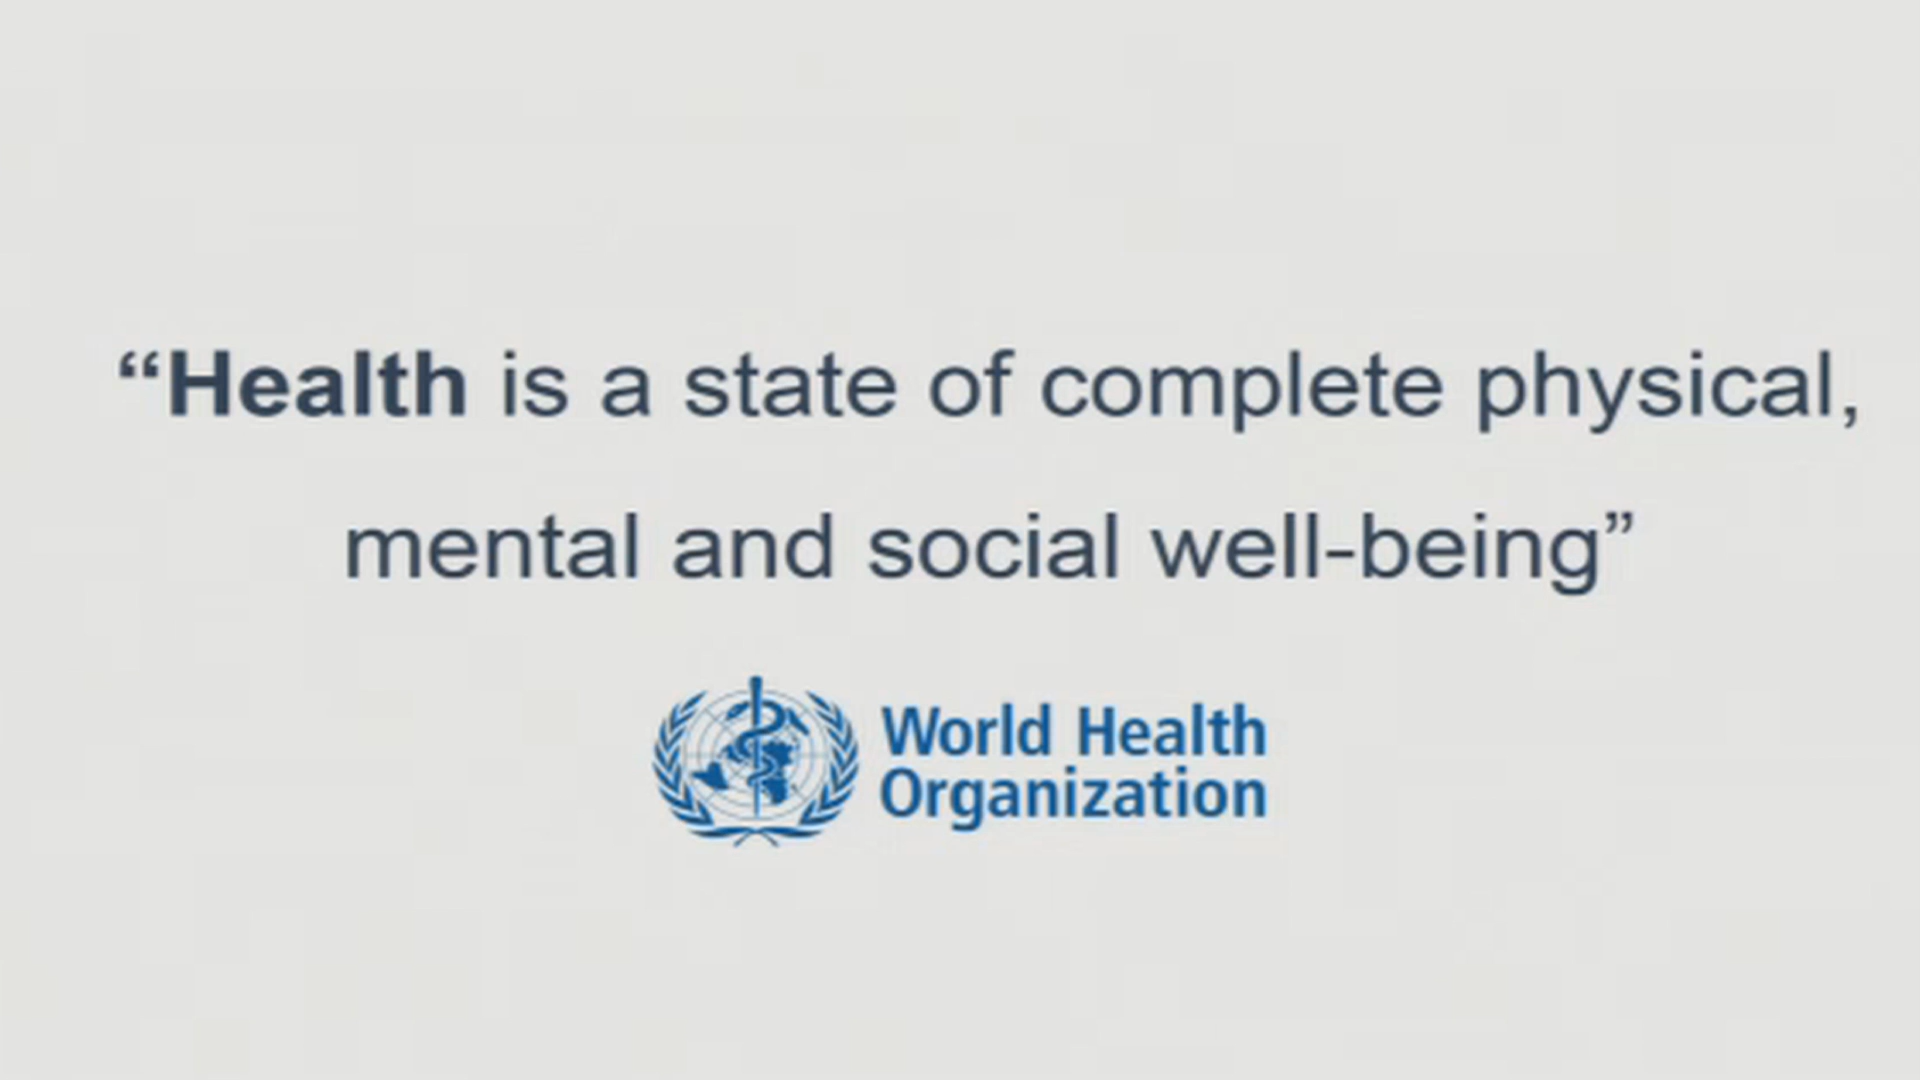 “Health is a state of complete physical,
mental and social well-being”
World Health
Organization